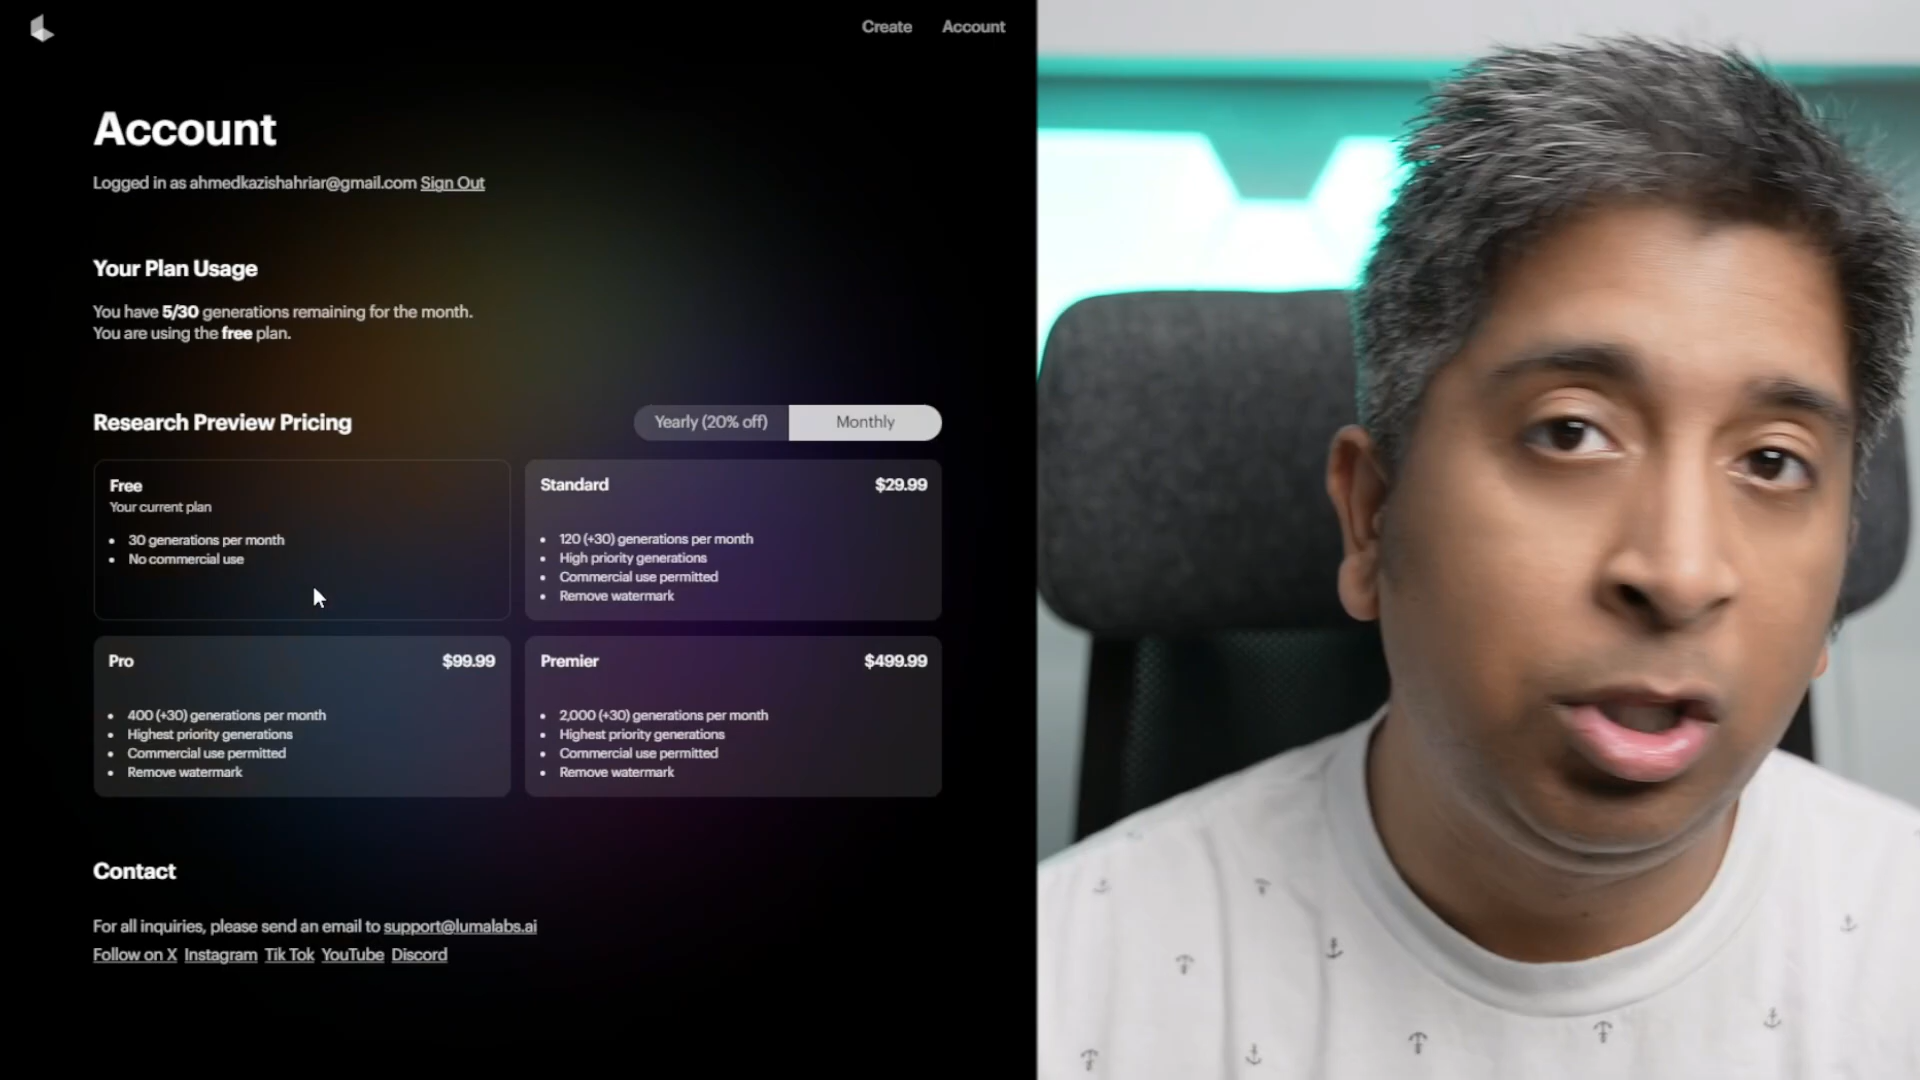 Create Account
Account
Logged in as ahmedkazishahriar@gmail.com Sign Out
Your Plan Usage
You have 5/30 generations remaining for the month.
You are using the free plan.
Research Preview Pricing
Yearly (20% off) Monthly
Free
Your current plan
30 generations per month
No commercial use
Standard $29.99
120 (+30) generations per month
High priority generations
Commercial use permitted
Remove watermark
Pro $99.99
400 (+30) generations per month
Highest priority generations
Commercial use permitted
Remove watermark
Premier $499.99
2,000 (+30) generations per month
Highest priority generations
Commercial use permitted
Remove watermark
Contact
For all inquiries, please send an email to support@lumalabs.ai
Follow on X Instagram Tik Tok YouTube Discord